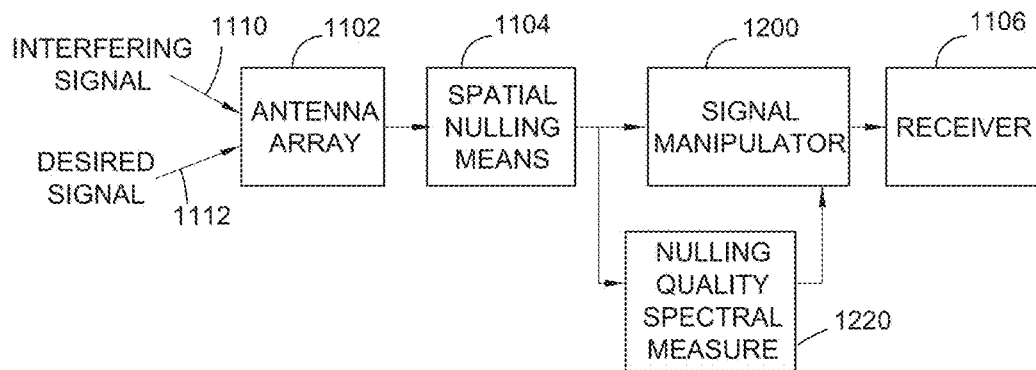 1110
1102
1104
1200
1106
INTERFERING
SIGNAL
ANTENNA
ARRAY
SPATIAL
NULLING
MEANS
SIGNAL
MANIPULATOR
RECEIVER
DESIRED
SIGNAL
1112
NULLING
QUALITY
SPECTRAL
MEASURE
1220